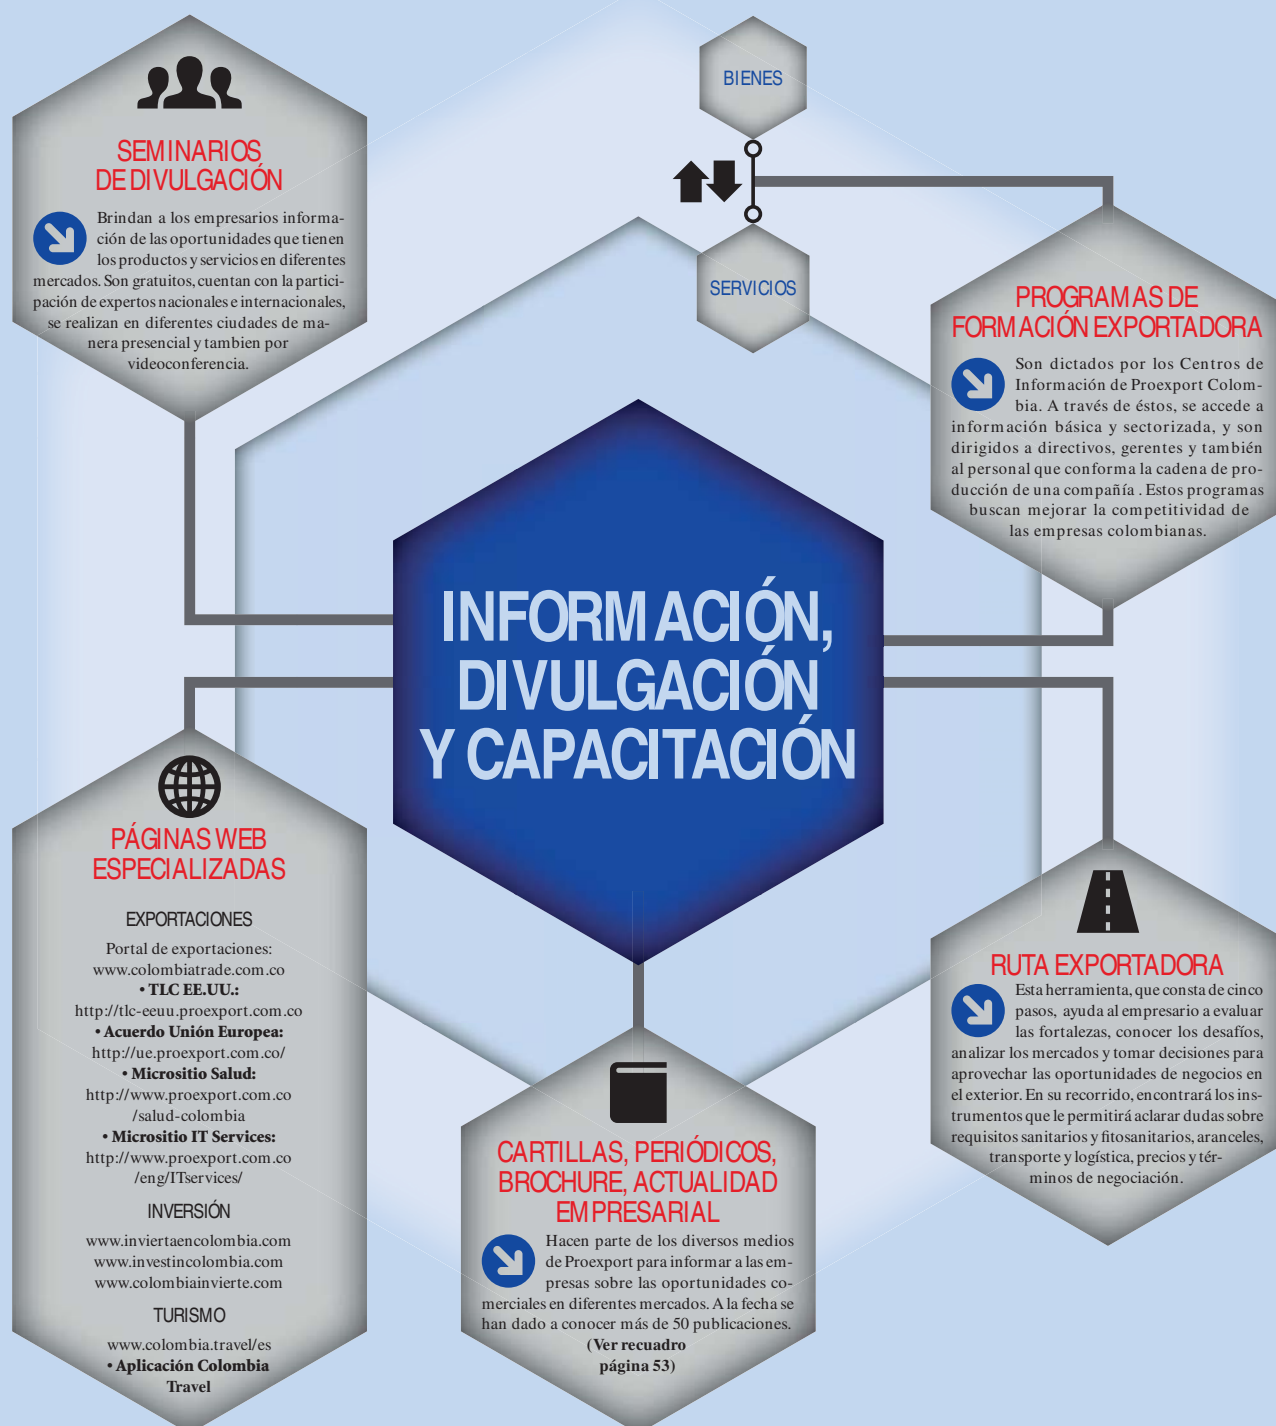 SEMINARIOS
DE DIVULGACIÓN
Brindan a los empresarios informa-
ción de las oportunidades que tienen
los productos y servicios en diferentes
mercados. Son gratuitos, cuentan con la partici-
pación de expertos nacionales e internacionales,
se realizan en diferentes ciudades de ma-
nera presencial y tambien por
videoconferencia.
BIENES
SERVICIOS
PROGRAMAS DE
FORMACIÓN EXPORTADORA
Son dictados por los Centros de
Información de Proexport Colom-
bia. A través de éstos, se accede a
información básica y sectorizada, y son
dirigidos a directivos, gerentes y también
al personal que conforma la cadena de pro-
ducción de una compañía . Estos programas
buscan mejorar la competitividad de
las empresas colombianas.
INFORMACIÓN,
DIVULGACIÓN
Y CAPACITACIÓN
PÁGINAS WEB
ESPECIALIZADAS
EXPORTACIONES
Portal de exportaciones:
www.colombiatrade.com.co
• TLC EE.UU.:
http://tlc-eeuu.proexport.com.co
• Acuerdo Unión Europea:
http://ue.proexport.com.co/
• Micrositio Salud:
http://www.proexport.com.co
/salud-colombia
• Micrositio IT Services:
http://www.proexport.com.co
/eng/ITservices/
INVERSIÓN
www.inviertaencolombia.com
www.investincolombia.com
www.colombiainvierte.com
TURISMO
www.colombia.travel/es
• Aplicación Colombia
Travel
CARTILLAS, PERIÓDICOS,
BROCHURE, ACTUALIDAD
EMPRESARIAL
Hacen parte de los diversos medios
de Proexport para informar a las em-
presas sobre las oportunidades co-
merciales en diferentes mercados. A la fecha se
han dado a conocer más de 50 publicaciones.
(Ver recuadro
página 53)
RUTA EXPORTADORA
Esta herramienta, que consta de cinco
pasos, ayuda al empresario a evaluar
las fortalezas, conocer los desafíos,
analizar los mercados y tomar decisiones para
aprovechar las oportunidades de negocios en
el exterior. En su recorrido, encontrará los ins-
trumentos que le permitirá aclarar dudas sobre
requisitos sanitarios y fitosanitarios, aranceles,
transporte y logística, precios y tér-
minos de negociación.